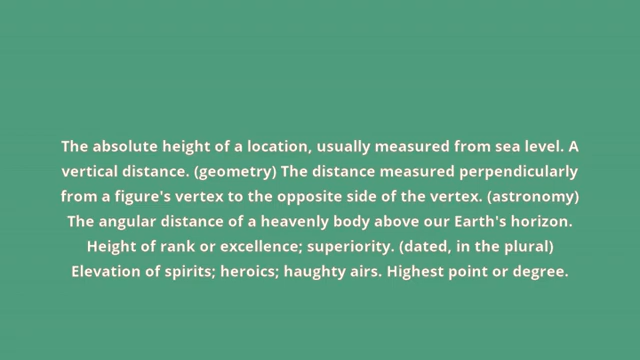 The absolute height of a location, usually measured from sea level. A
vertical distance. (geometry) The distance measured perpendicularly
from a figure's vertex to the opposite side of the vertex. (astronomy)
The angular distance of a heavenly body above our Earth's horizon.
Height of rank or excellence; superiority. (dated, in the plural)
Elevation of spirits; heroics; haughty airs. Highest point or degree.